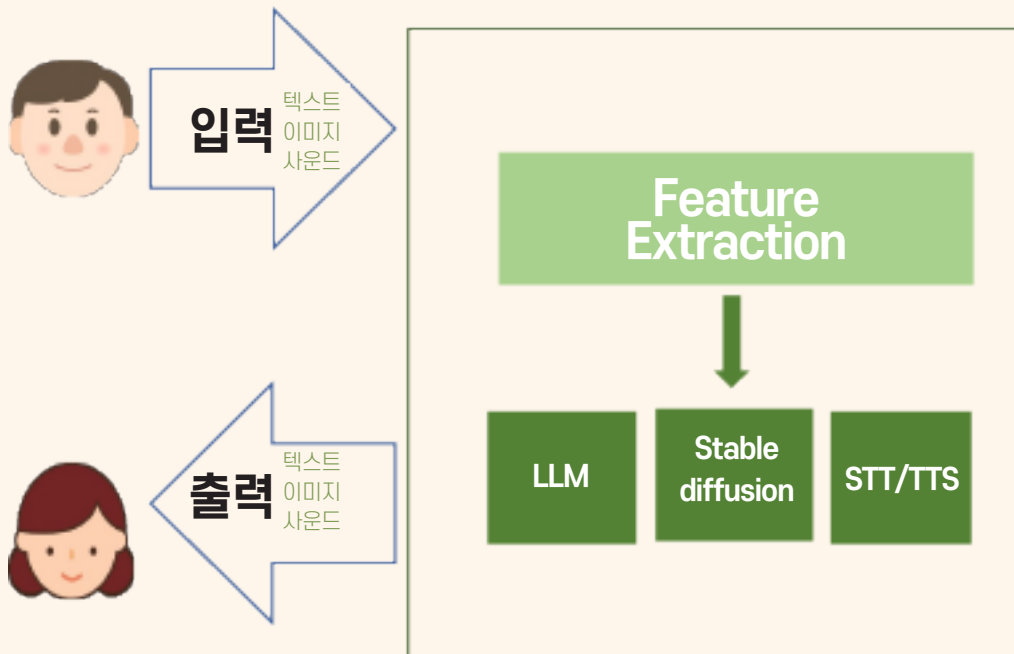 입력
텍스트
이미지
사운드
Feature
Extraction
LLM
Stable
diffusion
STT/TTS
출력
텍스트
이미지
사운드